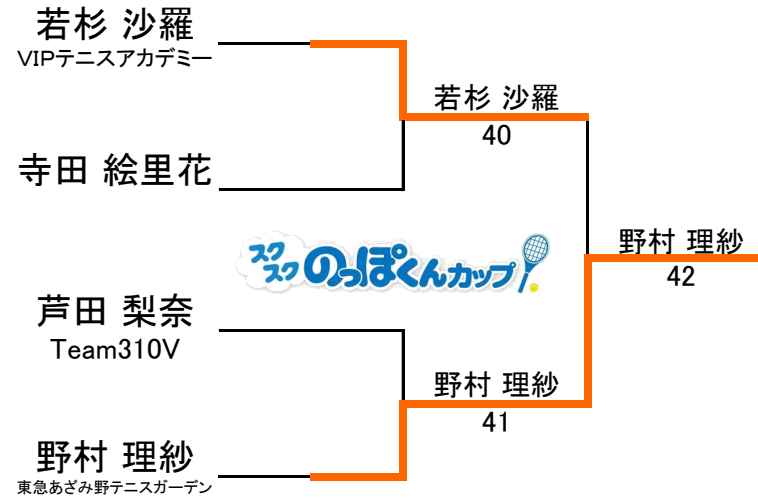 若杉 沙羅
VIPテニスアカデミー
寺田 絵里花
芦田 梨奈
Team310V
野村 理紗
東急あざみ野テニスガーデン
若杉 沙羅
40
スク
スク のっぽくんカップ
野村 理紗
41
野村 理紗
42